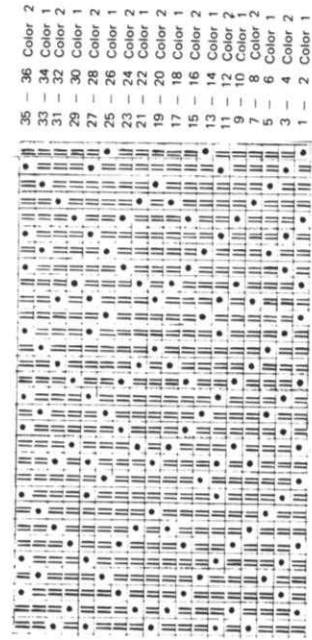 35 — 36 Color 2
33 — 34 Color 1
31 — 32 Color 2
29 — 30 Color 1
27 — 28 Color 2
25 — 26 Color 1
23 — 24 Color 2
21 — 22 Color 1
19 — 20 Color 2
17 — 18 Color 1
15 — 16 Color 2
13 — 14 Color 1
11 — 12 Color 2
9 — 10 Color 1
7 — 8 Color 2
5 — 6 Color 1
3 — 4 Color 2
1 — 2 Color 1